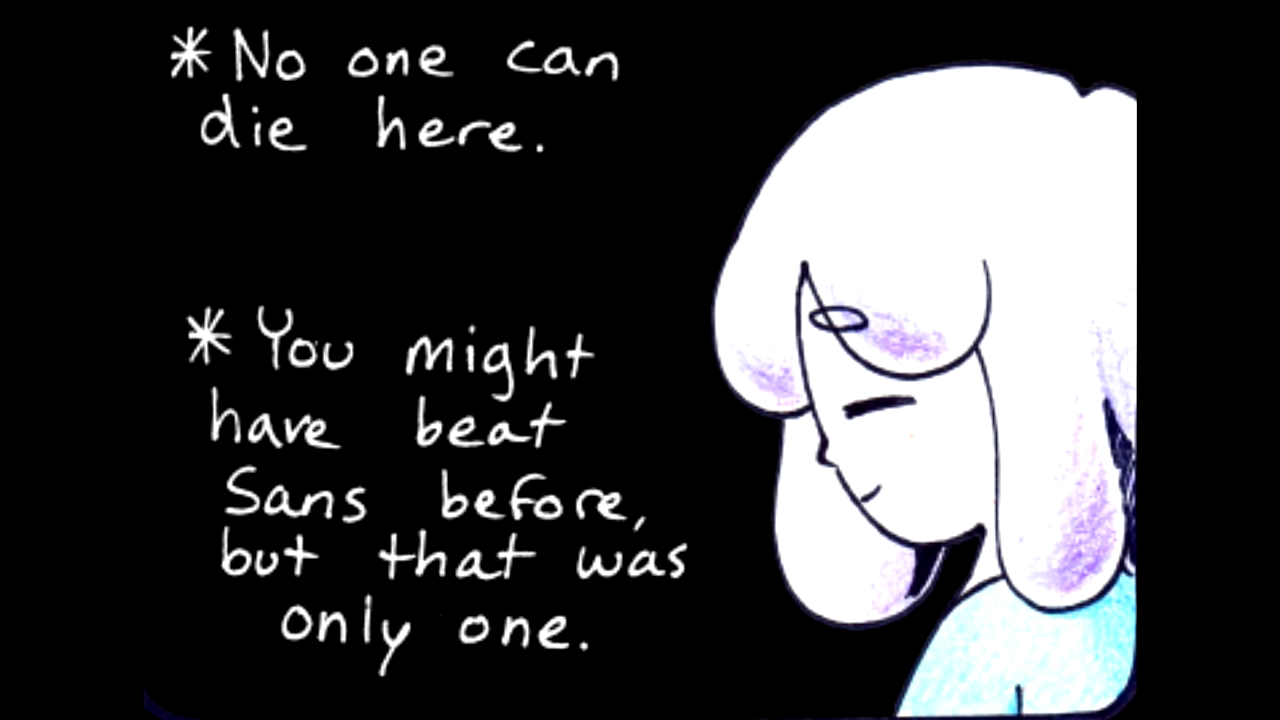 * No one can
die here.
* You might
have beat
Sans before,
but that was
only one.